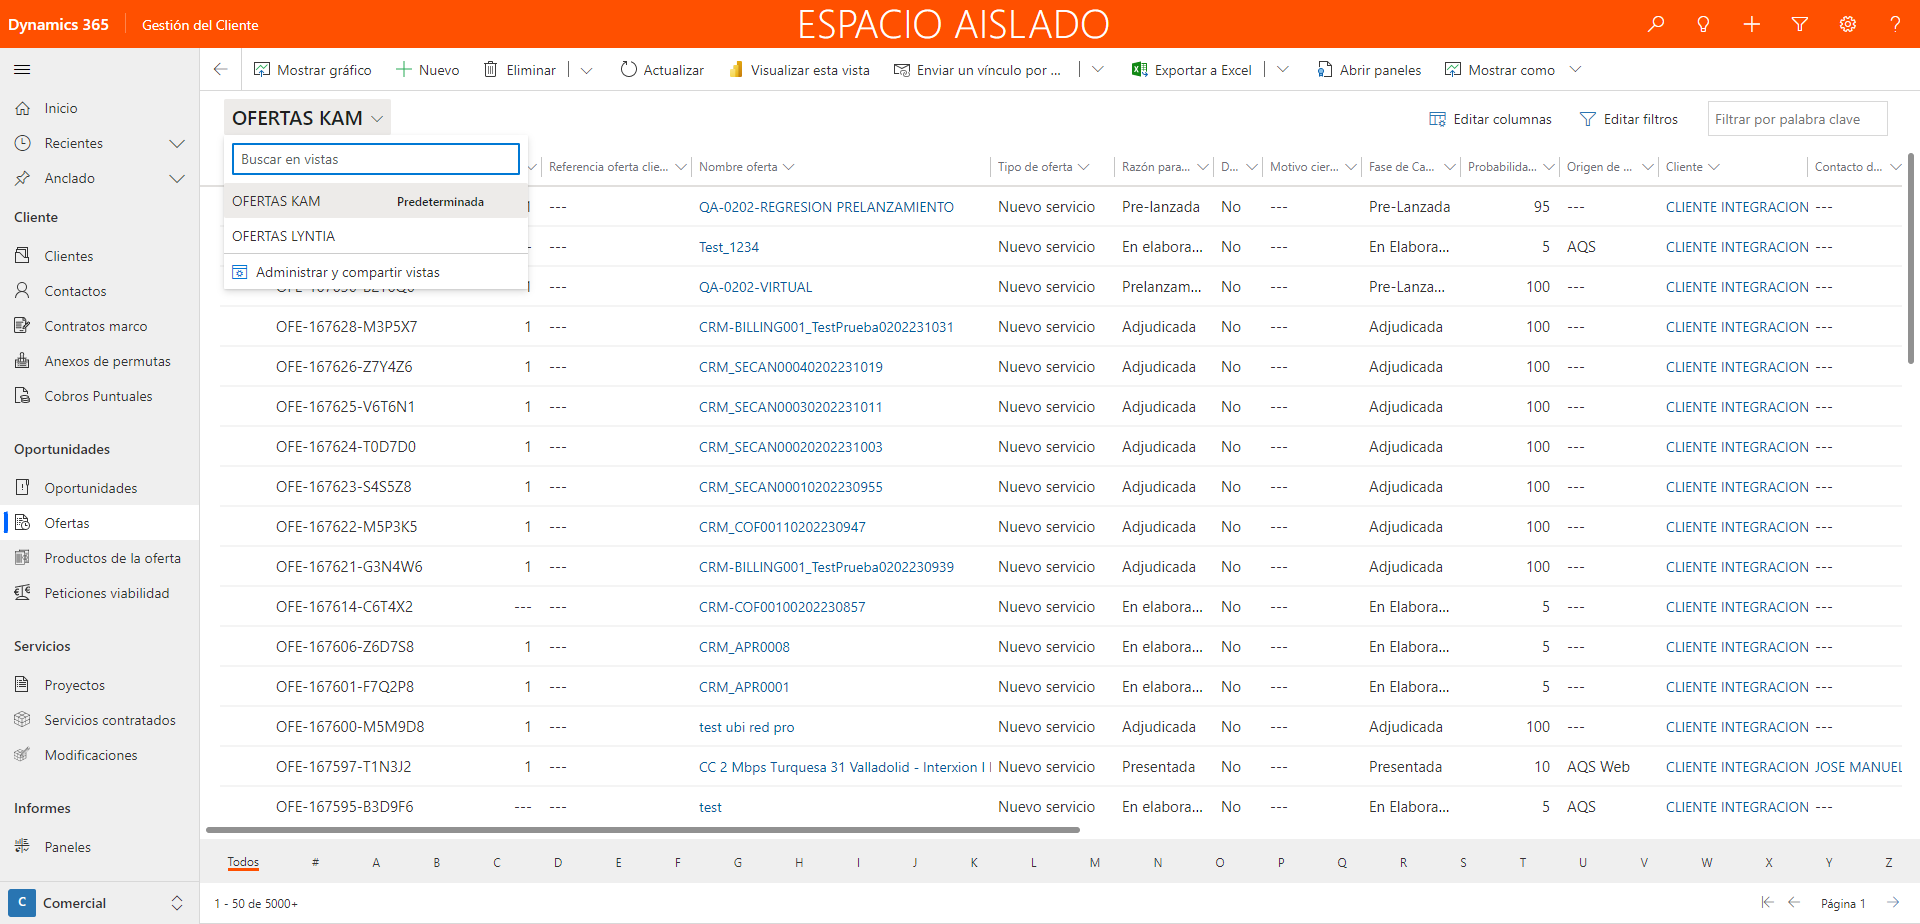 Dynamics 365
Gestión del Cliente
ESPACIO AISLADO
Mostrar gráfico
Nuevo
Eliminar
Actualizar
Visualizar esta vista
Enviar un vínculo por ...
Exportar a Excel
Abrir paneles
Mostrar como
Inicio
Recientes
Anclado
Cliente
Clientes
Contactos
Contratos marco
Anexos de permutas
Cobros Puntuales
Oportunidades
Oportunidades
Ofertas
Productos de la oferta
Peticiones viabilidad
Servicios
Proyectos
Servicios contratados
Modificaciones
Informes
Paneles
C Comercial
OFERTAS KAM
Editar columnas
Editar filtros
Filtrar por palabra clave
Buscar en vistas
OFERTAS KAM Predeterminada
OFERTAS LYNTIA
Administrar y compartir vistas
Referencia oferta clie... Nombre oferta Tipo de oferta Razón para... D... Motivo cier... Fase de Ca... Probabilida... Origen de ... Cliente Contacto d...
--- QA-0202-REGRESION PRELANZAMIENTO Nuevo servicio Pre-lanzada No --- Pre-Lanzada 95 --- CLIENTE INTEGRACION ---
--- Test_1234 Nuevo servicio En elabora... No --- En Elabora... 5 AQS CLIENTE INTEGRACION ---
1 --- QA-0202-VIRTUAL Nuevo servicio Prelanzam... No --- Pre-Lanza... 100 --- CLIENTE INTEGRACION ---
OFE-167628-M3P5X7 1 --- CRM-BILLING001_TestPrueba0202231031 Nuevo servicio Adjudicada No --- Adjudicada 100 --- CLIENTE INTEGRACION ---
OFE-167626-Z7Y4Z6 1 --- CRM_SECAN00040202231019 Nuevo servicio Adjudicada No --- Adjudicada 100 --- CLIENTE INTEGRACION ---
OFE-167625-V6T6N1 1 --- CRM_SECAN00030202231011 Nuevo servicio Adjudicada No --- Adjudicada 100 --- CLIENTE INTEGRACION ---
OFE-167624-T0D7D0 1 --- CRM_SECAN00020202231003 Nuevo servicio Adjudicada No --- Adjudicada 100 --- CLIENTE INTEGRACION ---
OFE-167623-S4S5Z8 1 --- CRM_SECAN00010202230955 Nuevo servicio Adjudicada No --- Adjudicada 100 --- CLIENTE INTEGRACION ---
OFE-167622-M5P3K5 1 --- CRM_COF00110202230947 Nuevo servicio Adjudicada No --- Adjudicada 100 --- CLIENTE INTEGRACION ---
OFE-167621-G3N4W6 1 --- CRM-BILLING001_TestPrueba0202230939 Nuevo servicio Adjudicada No --- Adjudicada 100 --- CLIENTE INTEGRACION ---
OFE-167614-C6T4X2 --- --- CRM-COF00100202230857 Nuevo servicio En elabora... No --- En Elabora... 5 --- CLIENTE INTEGRACION ---
OFE-167606-Z6D7S8 1 --- CRM_APR0008 Nuevo servicio En elabora... No --- En Elabora... 5 --- CLIENTE INTEGRACION ---
OFE-167601-F7Q2P8 1 --- CRM_APR0001 Nuevo servicio En elabora... No --- En Elabora... 5 --- CLIENTE INTEGRACION ---
OFE-167600-M5M9D8 1 --- test ubi red pro Nuevo servicio Adjudicada No --- Adjudicada 100 --- CLIENTE INTEGRACION ---
OFE-167597-T1N3J2 1 --- CC 2 Mbps Turquesa 31 Valladolid - Interxion I Nuevo servicio Presentada No --- Presentada 10 AQS Web CLIENTE INTEGRACION JOSE MANUEL
OFE-167595-B3D9F6 --- --- test Nuevo servicio En elabora... No --- En Elabora... 5 AQS CLIENTE INTEGRACION ---
Todos # A B C D E F G H I J K L M N O P Q R S T U V W X Y Z
1 - 50 de 5000+
Página 1